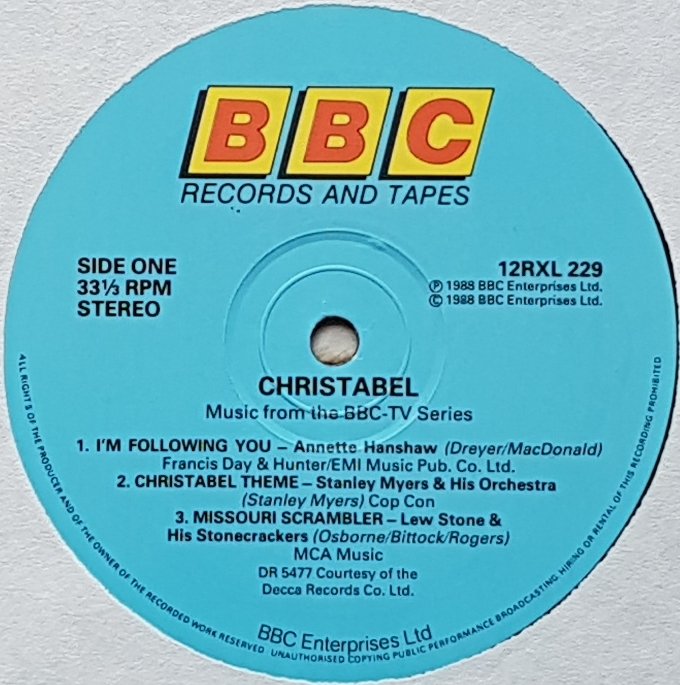 BBC
RECORDS AND TAPES
SIDE ONE
33⅓ RPM
STEREO
12RXL 229
Ⓟ 1988 BBC Enterprises Ltd.
© 1988 BBC Enterprises Ltd.
CHRISTABEL
Music from the BBC-TV Series
1. I'M FOLLOWING YOU – Annette Hanshaw (Dreyer/MacDonald)
Francis Day & Hunter/EMI Music Pub. Co. Ltd.
2. CHRISTABEL THEME – Stanley Myers & His Orchestra
(Stanley Myers) Cop Con
3. MISSOURI SCRAMBLER – Lew Stone &
His Stonecrackers (Osborne/Bittock/Rogers)
MCA Music
DR 5477 Courtesy of the
Decca Records Co. Ltd.
BBC Enterprises Ltd
ALL RIGHTS OF THE PRODUCER AND OF THE OWNER OF THE RECORDED WORK RESERVED · UNAUTHORISED COPYING PUBLIC PERFORMANCE BROADCASTING, HIRING OR RENTAL OF THIS RECORDING PROHIBITED